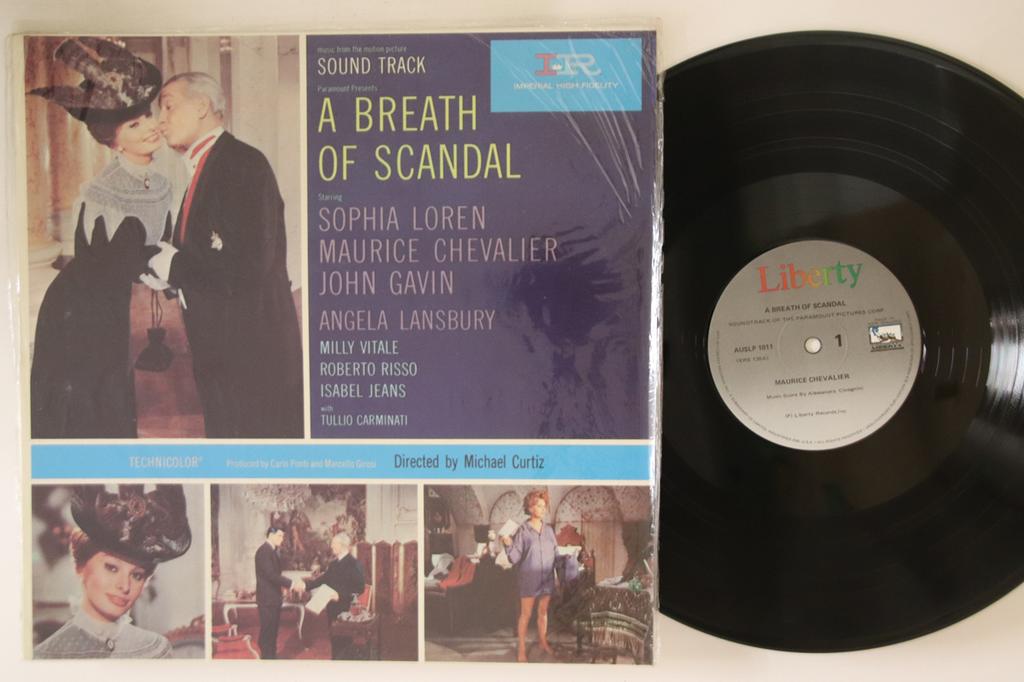 music from the motion picture
SOUND TRACK
Paramount Presents
A BREATH
OF SCANDAL
Starring
SOPHIA LOREN
MAURICE CHEVALIER
JOHN GAVIN
ANGELA LANSBURY
MILLY VITALE
ROBERTO RISSO
ISABEL JEANS
with
TULLIO CARMINATI
IR
IMPERIAL HIGH FIDELITY
TECHNICOLOR® Produced by Carlo Ponti and Marcello Girosi Directed by Michael Curtiz
Liberty
A BREATH OF SCANDAL
SOUNDTRACK OF THE PARAMOUNT PICTURES CORP
AUSLP 1011
1
LIBERTY
MAURICE CHEVALIER
Music Score By Alessandro
(P) Liberty Records, Inc